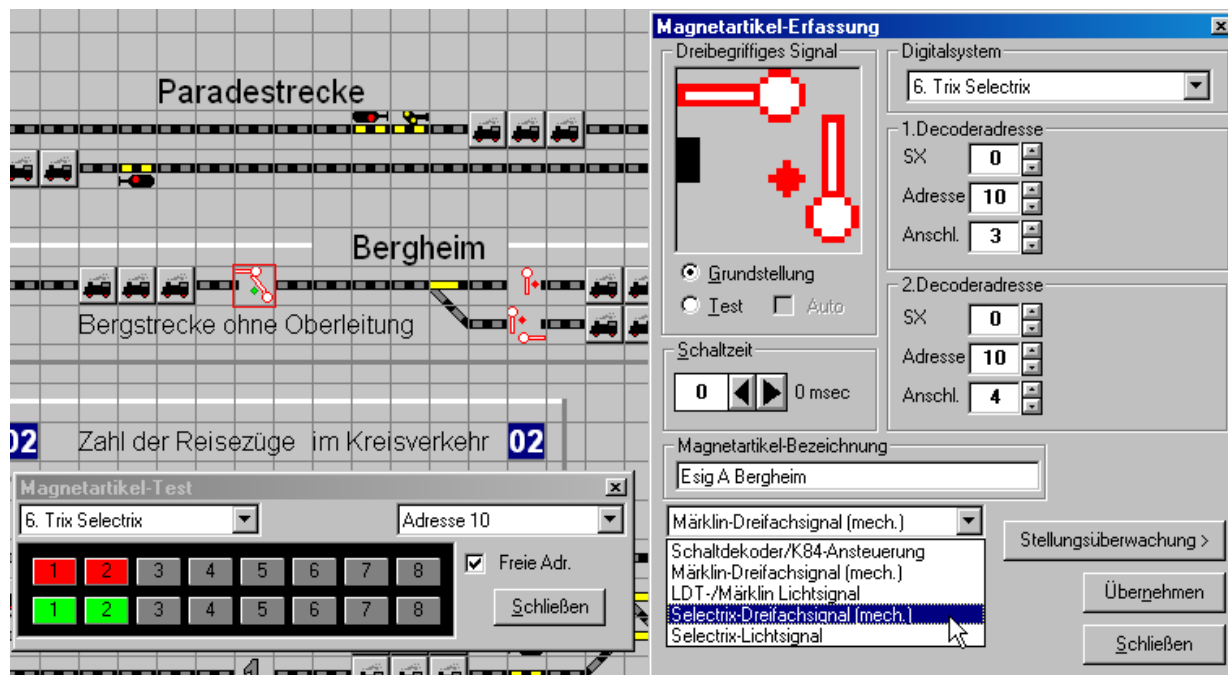 Paradestrecke
Bergheim
Bergstrecke ohne Oberleitung
02 Zahl der Reisezüge im Kreisverkehr 02
Magnetartikel-Test
6. Trix Selectrix
Adresse 10
1 2 3 4 5 6 7 8
1 2 3 4 5 6 7 8
Freie Adr.
Schließen
Magnetartikel-Erfassung
Dreibegriffiges Signal
Grundstellung
Test
Auto
Schaltzeit
0 0 msec
Digitalsystem
6. Trix Selectrix
1.Decoderadresse
SX 0
Adresse 10
Anschl. 3
2.Decoderadresse
SX 0
Adresse 10
Anschl. 4
Magnetartikel-Bezeichnung
Esig A Bergheim
Märklin-Dreifachsignal (mech.)
Schaltdekoder/K84-Ansteuerung
Märklin-Dreifachsignal (mech.)
LDT-/Märklin Lichtsignal
Selectrix-Dreifachsignal (mech.)
Selectrix-Lichtsignal
Stellungsüberwachung >
Übernehmen
Schließen